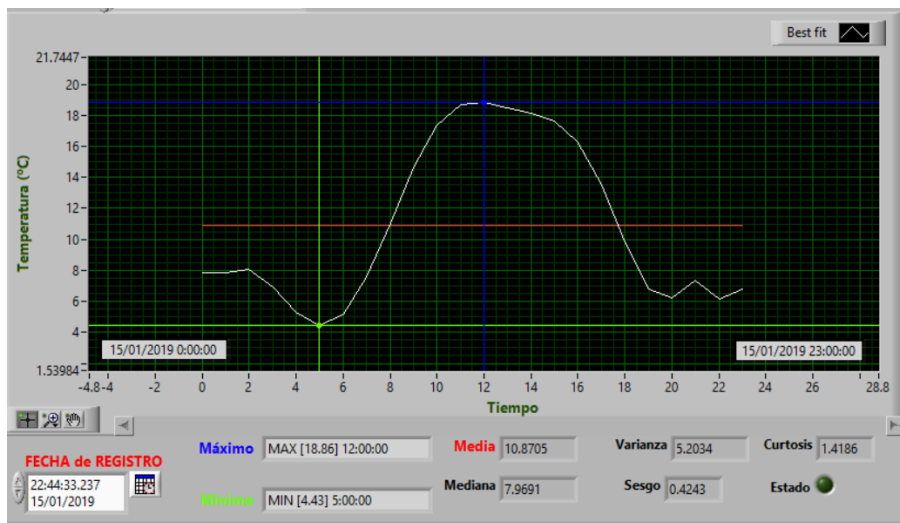 Best fit
21.7447
20
18
16
14
12
10
8
6
4
1.53984
Temperatura (ºC)
15/01/2019 0:00:00
15/01/2019 23:00:00
-4.8 -4 -2 0 2 4 6 8 10 12 14 16 18 20 22 24 26 28.8
Tiempo
FECHA de REGISTRO
22:44:33.237
15/01/2019
Máximo MAX [18.86] 12:00:00
Mínimo MIN [4.43] 5:00:00
Media 10.8705
Mediana 7.9691
Varianza 5.2034
Sesgo 0.4243
Curtosis 1.4186
Estado